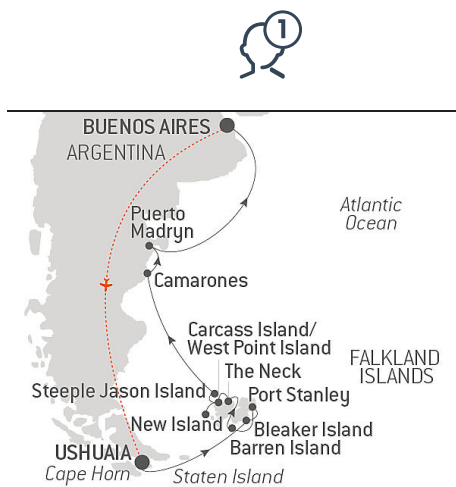 1
BUENOS AIRES
ARGENTINA
Atlantic
Ocean
Puerto
Madryn
Camarones
Carcass Island/
West Point Island
The Neck
FALKLAND
ISLANDS
Steeple Jason Island
Port Stanley
New Island
Bleaker Island
Barren Island
USHUAIA
Cape Horn
Staten Island